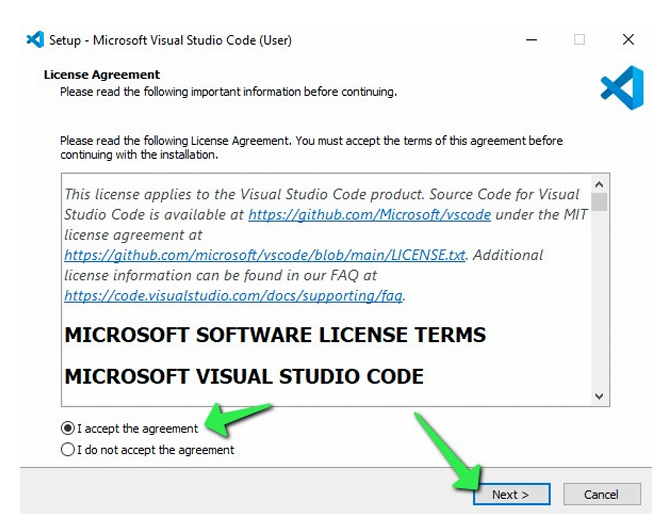 Setup - Microsoft Visual Studio Code (User)
License Agreement
Please read the following important information before continuing.
Please read the following License Agreement. You must accept the terms of this agreement before
continuing with the installation.
This license applies to the Visual Studio Code product. Source Code for Visual
Studio Code is available at https://github.com/Microsoft/vscode under the MIT
license agreement at
https://github.com/microsoft/vscode/blob/main/LICENSE.txt. Additional
license information can be found in our FAQ at
https://code.visualstudio.com/docs/supporting/faq.
MICROSOFT SOFTWARE LICENSE TERMS
MICROSOFT VISUAL STUDIO CODE
I accept the agreement
I do not accept the agreement
Next >
Cancel